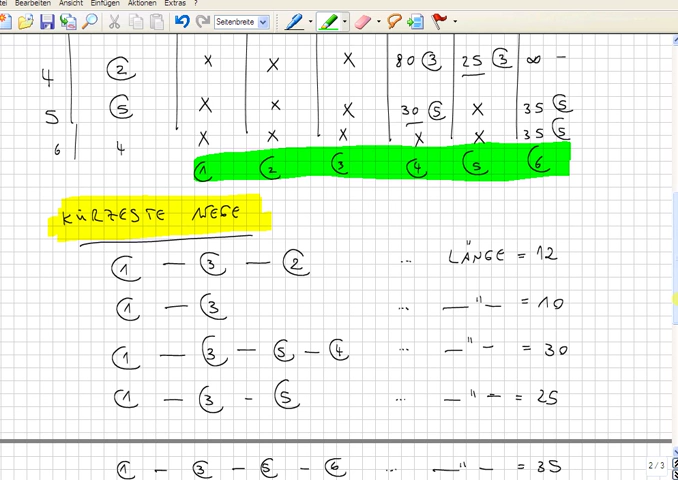 Bearbeiten Ansicht Einfügen Aktionen Extras ?
Seitenbreite
4 2 X X X 80 3 25 3 ∞ –
5 5 X X X 30 5 X 35 5
6 4 X X X X X 35 5
1 2 3 4 5 6
KÜRZESTE WEGE
1 – 3 – 2 ... LÄNGE = 12
1 – 3 ... –"– = 10
1 – 3 – 5 – 4 ... –"– = 30
1 – 3 – 5 ... –"– = 25
1 – 3 – 5 – 6 ... –"– = 35
2/3